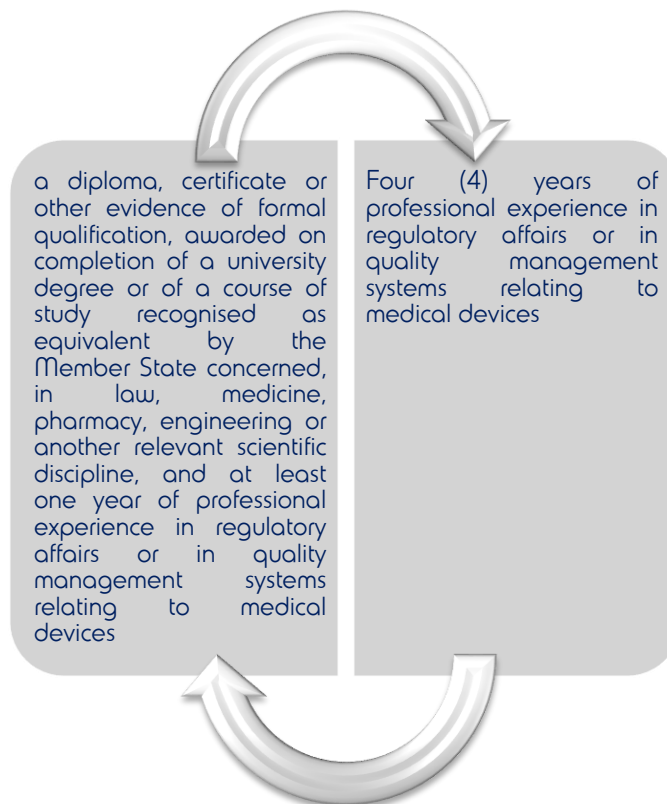 a diploma, certificate or
other evidence of formal
qualification, awarded on
completion of a university
degree or of a course of
study recognised as
equivalent by the
Member State concerned,
in law, medicine,
pharmacy, engineering or
another relevant scientific
discipline, and at least
one year of professional
experience in regulatory
affairs or in quality
management systems
relating to medical
devices
Four (4) years of
professional experience in
regulatory affairs or in
quality management
systems relating to
medical devices